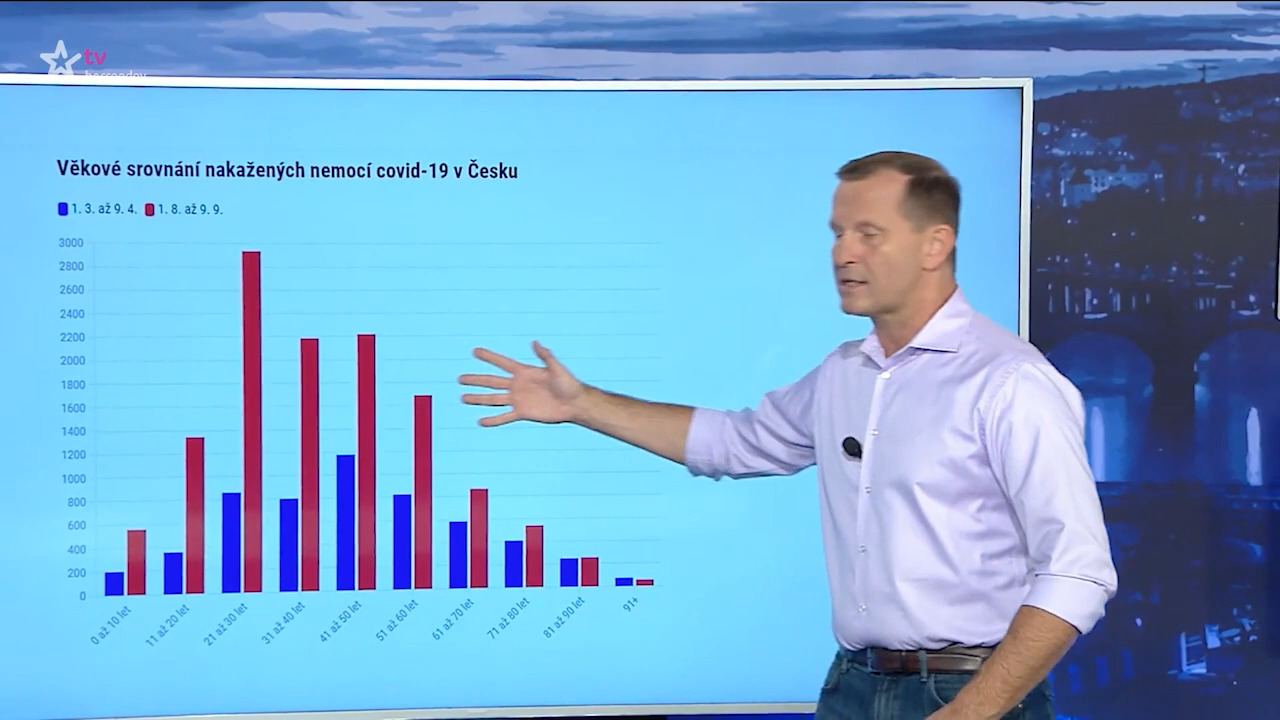 tv
Věkové srovnání nakažených nemocí covid-19 v Česku
1. 3. až 9. 4. 1. 8. až 9. 9.
3000
2800
2600
2400
2200
2000
1800
1600
1400
1200
1000
800
600
400
200
0
0 až 10 let
11 až 20 let
21 až 30 let
31 až 40 let
41 až 50 let
51 až 60 let
61 až 70 let
71 až 80 let
81 až 90 let
91+